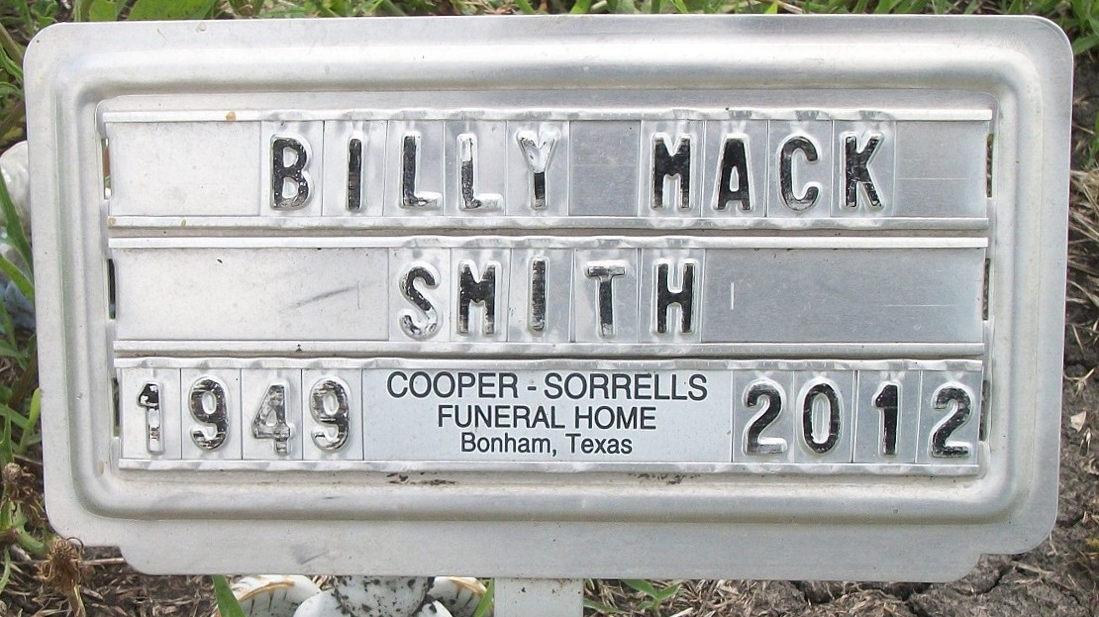 BILLY MACK
SMITH
1949
COOPER - SORRELLS
FUNERAL HOME
Bonham, Texas
2012